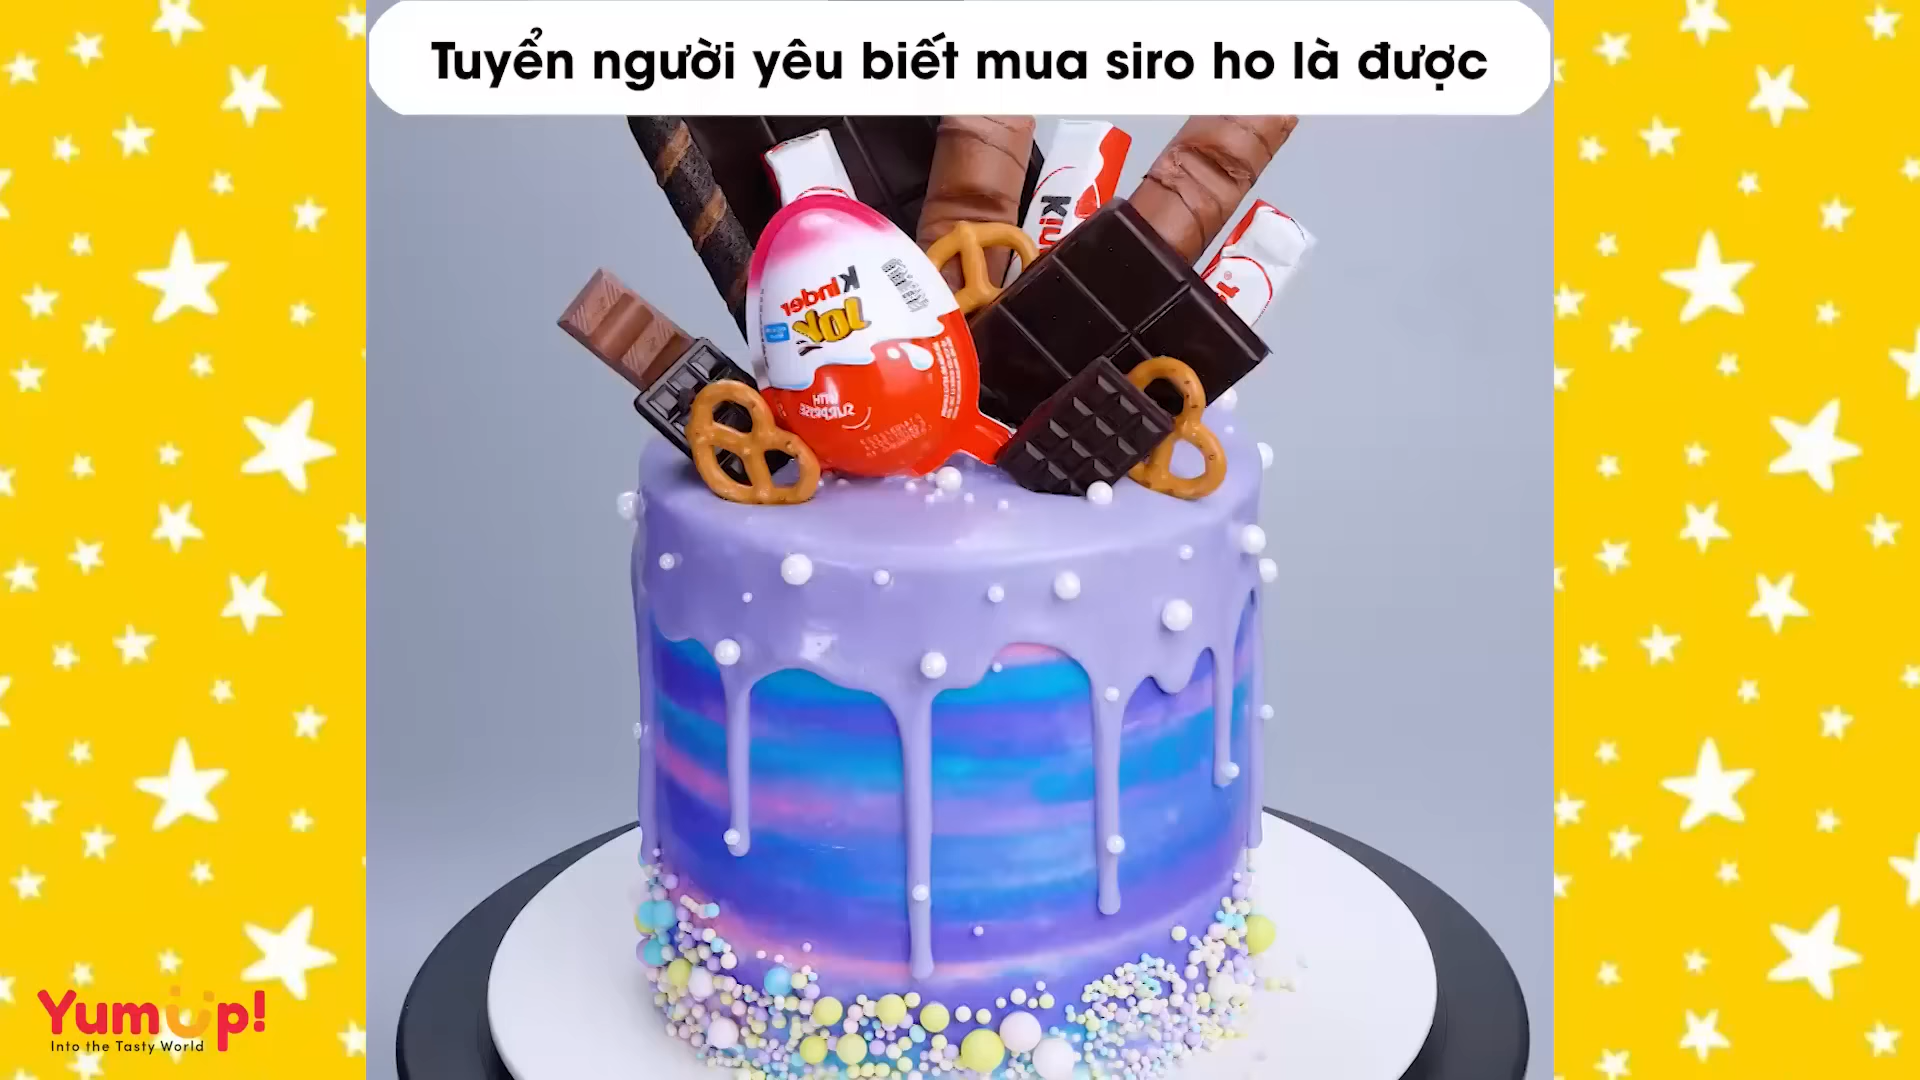 Tuyển người yêu biết mua siro ho là được
Kinder
JOY
WITH
SURPRISE
YumUp!
Into the Tasty World